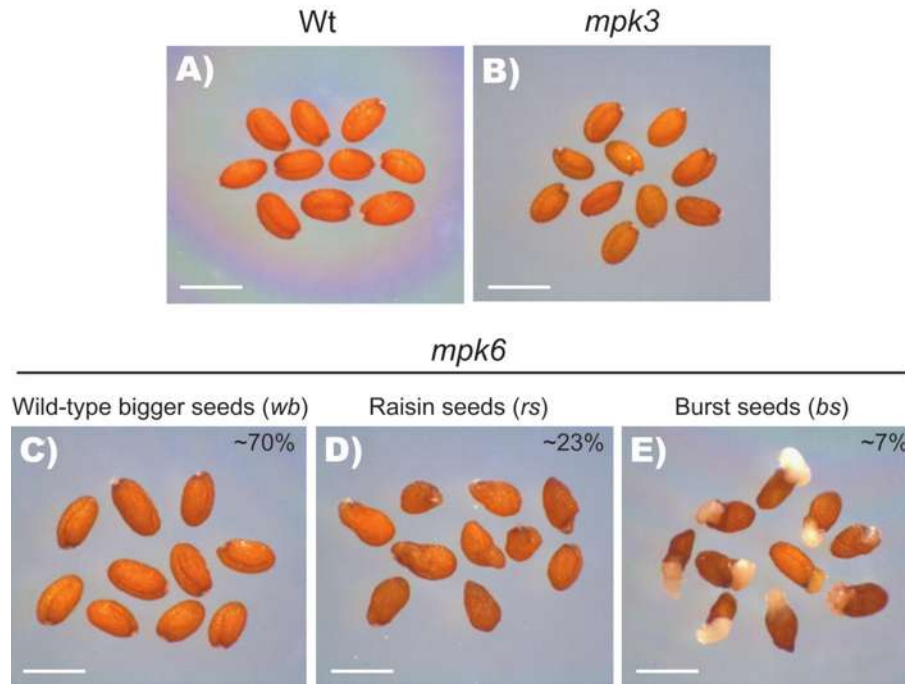 Wt
mpk3
A)
B)
mpk6
Wild-type bigger seeds (wb)
Raisin seeds (rs)
Burst seeds (bs)
C)
~70%
D)
~23%
E)
~7%